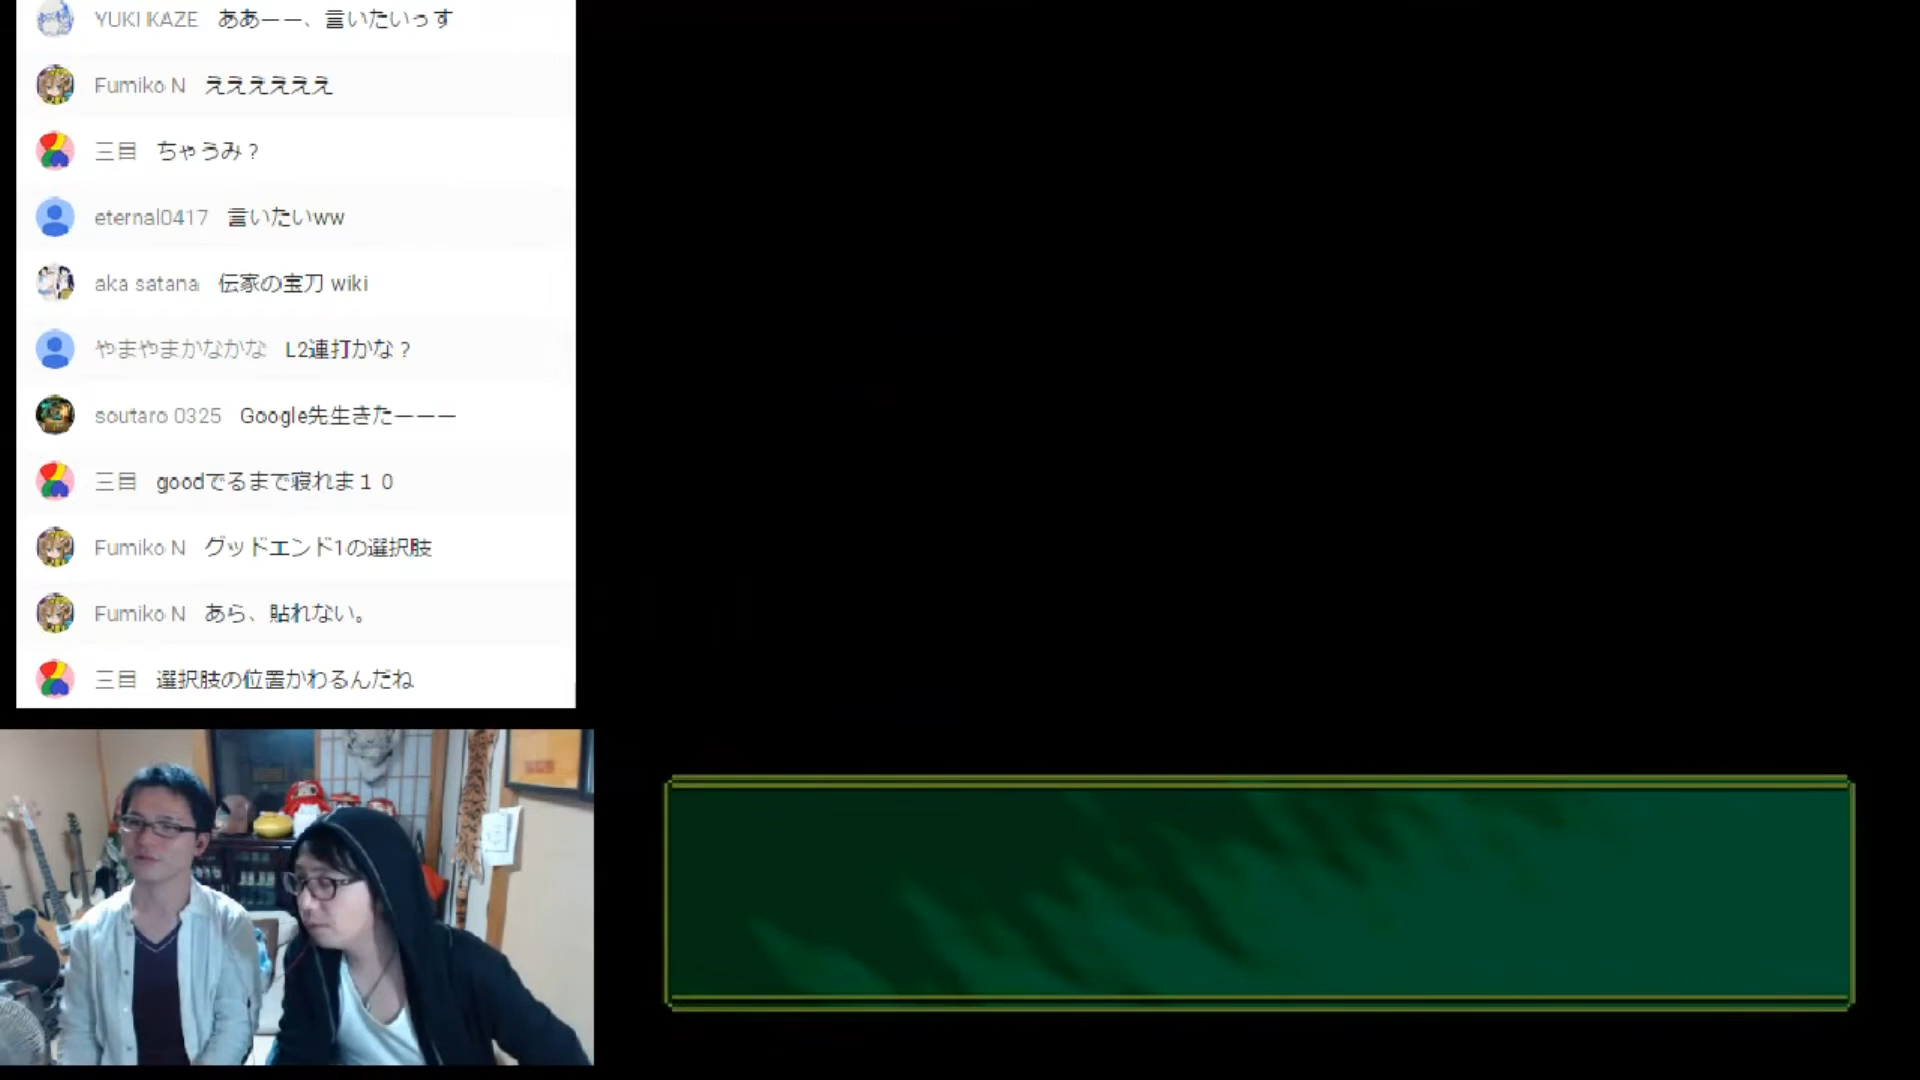 YUKI KAZE ああーー、言いたいっす
Fumiko N ええええええ
三目 ちゃうみ？
eternal0417 言いたいww
aka satana 伝家の宝刀 wiki
やまやまかなかな L2連打かな？
soutaro 0325 Google先生きたーーー
三目 goodでるまで寝れま１０
Fumiko N グッドエンド1の選択肢
Fumiko N あら、貼れない。
三目 選択肢の位置かわるんだね